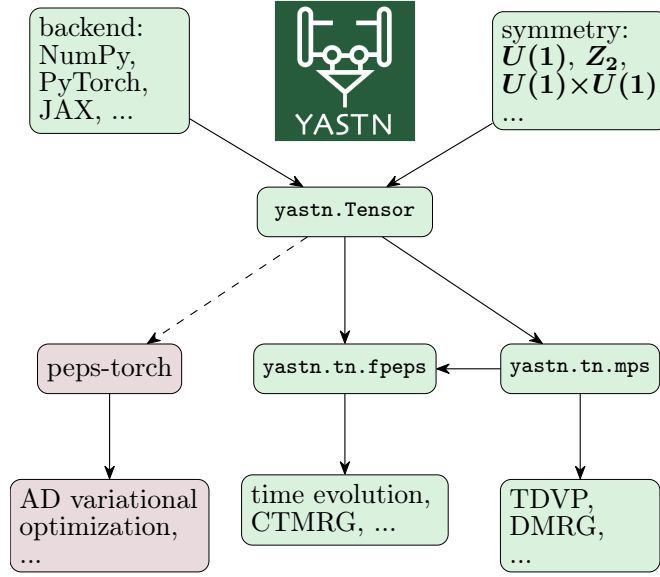 backend:
NumPy,
PyTorch,
JAX, ...
YASTN
symmetry:
U(1), Z₂,
U(1)×U(1)
...
yastn.Tensor
peps-torch
yastn.tn.fpeps
yastn.tn.mps
AD variational
optimization,
...
time evolution,
CTMRG, ...
TDVP,
DMRG,
...